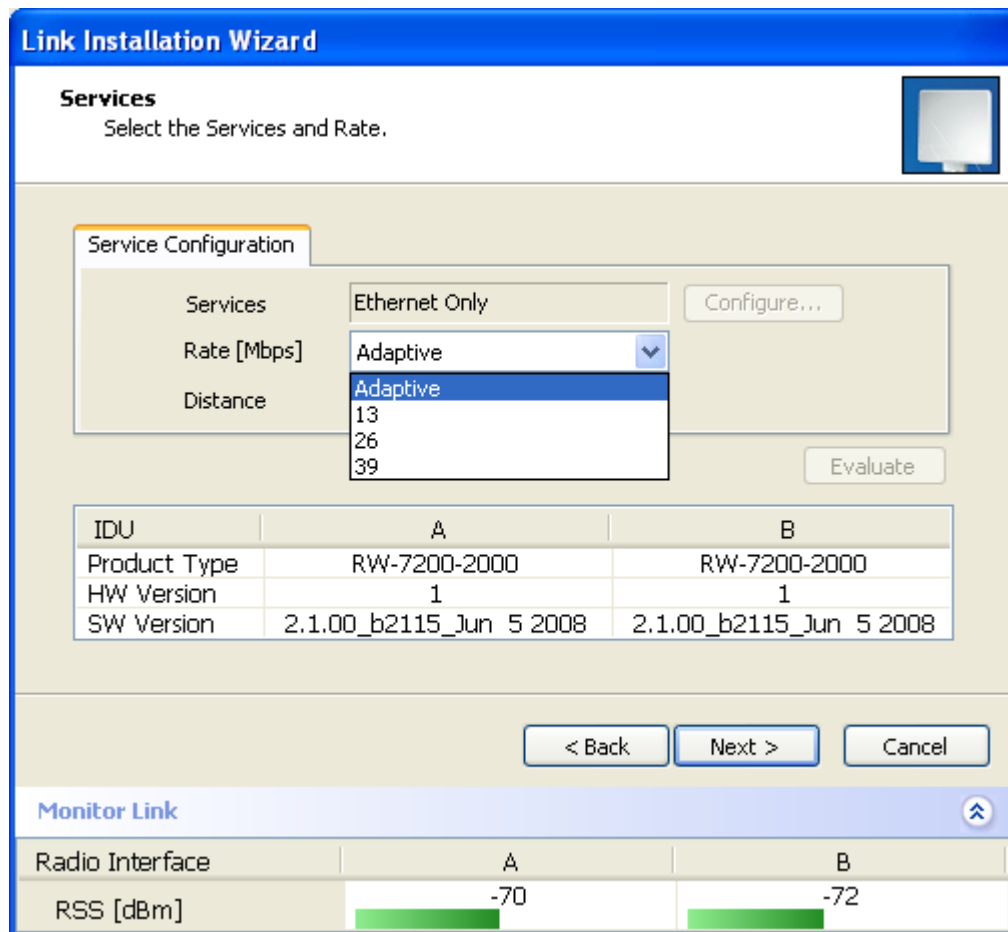 Link Installation Wizard
Services
Select the Services and Rate.
Service Configuration
Services Ethernet Only Configure...
Rate [Mbps] Adaptive
Adaptive
Distance
13
26
39
Evaluate
IDU A B
Product Type RW-7200-2000 RW-7200-2000
HW Version 1 1
SW Version 2.1.00_b2115_Jun 5 2008 2.1.00_b2115_Jun 5 2008
< Back Next > Cancel
Monitor Link
Radio Interface A B
RSS [dBm] -70 -72